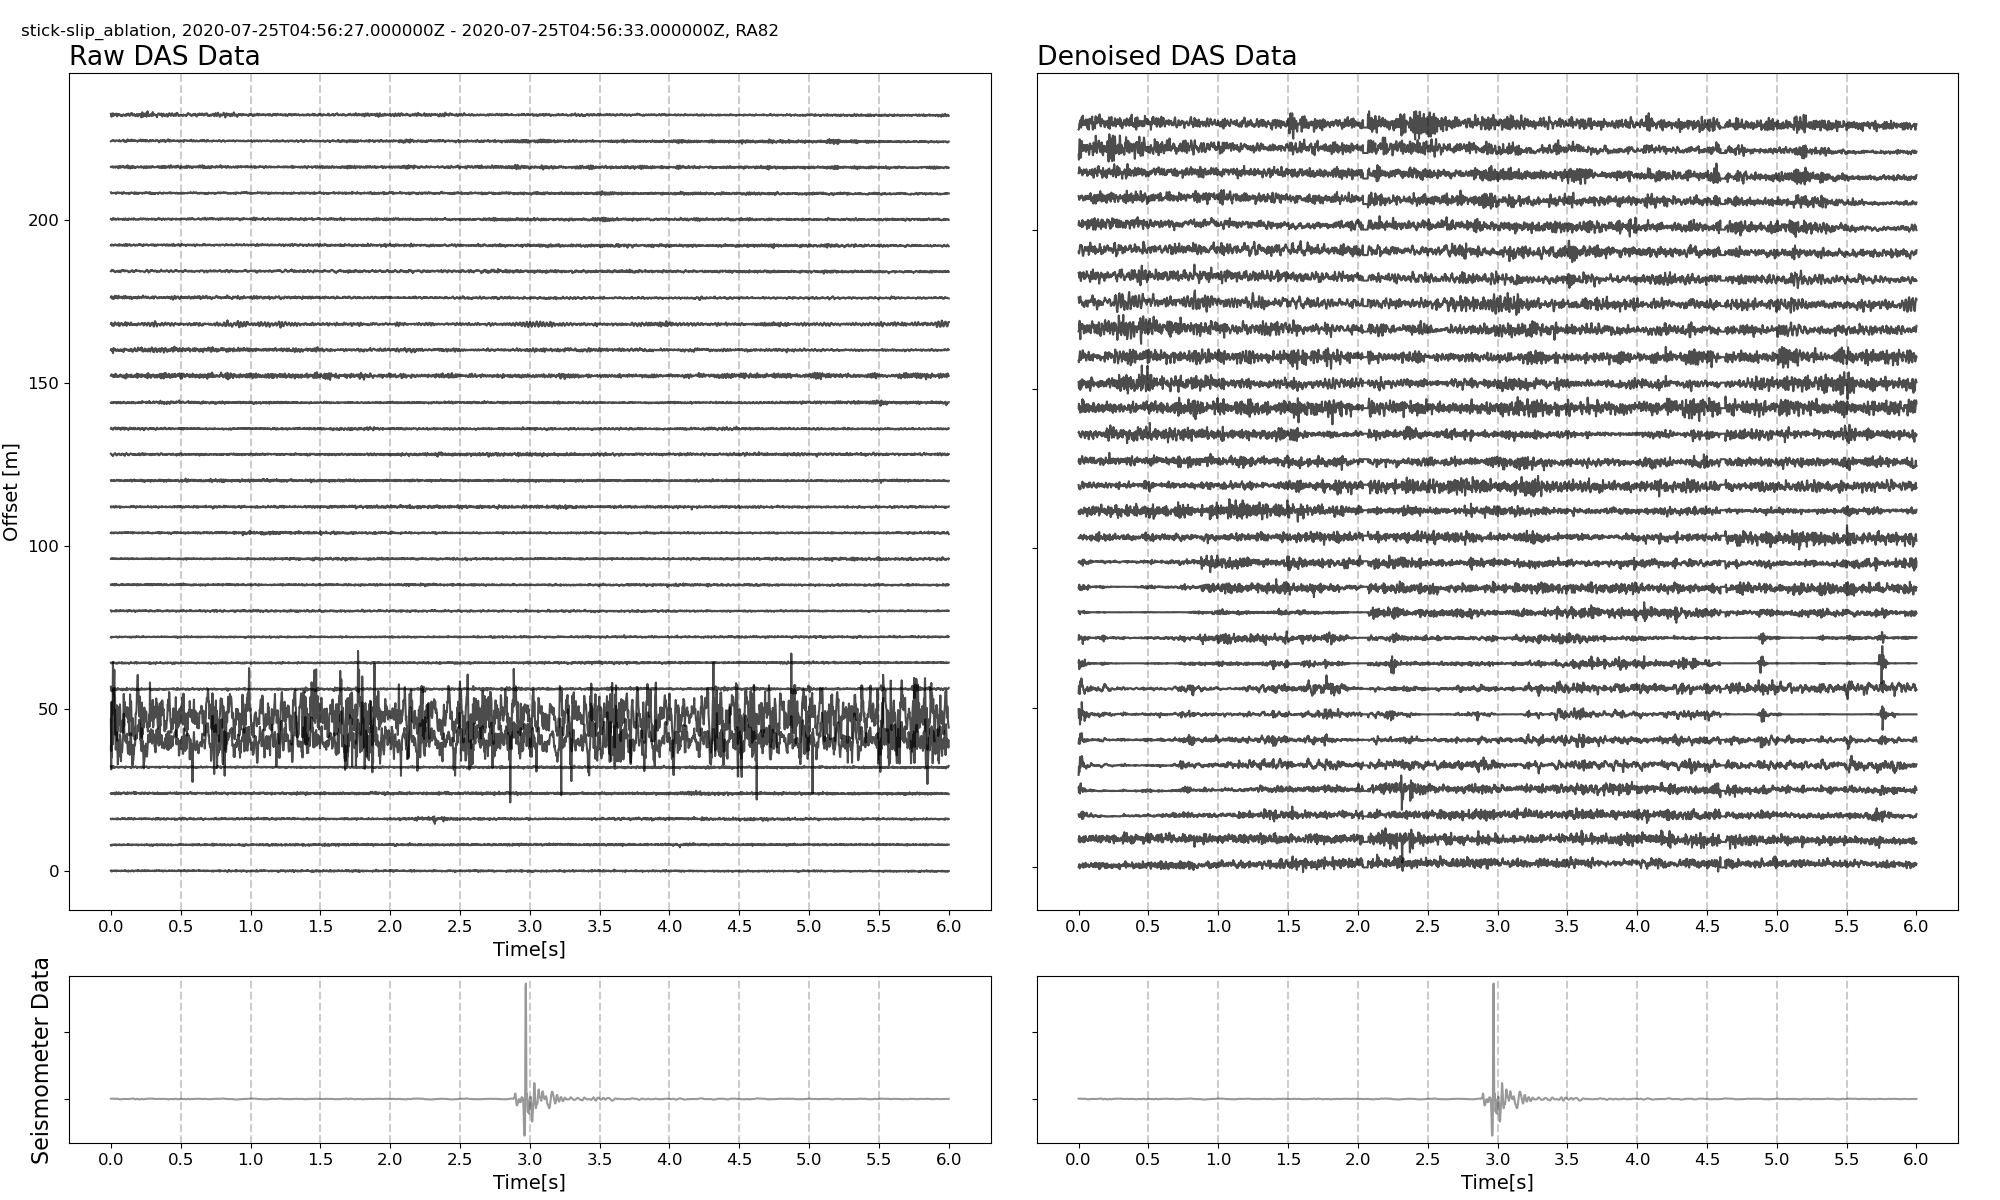 stick-slip_ablation, 2020-07-25T04:56:27.000000Z - 2020-07-25T04:56:33.000000Z, RA82
Raw DAS Data
Denoised DAS Data
Offset [m]
200
150
100
50
0
0.0 0.5 1.0 1.5 2.0 2.5 3.0 3.5 4.0 4.5 5.0 5.5 6.0
Time[s]
0.0 0.5 1.0 1.5 2.0 2.5 3.0 3.5 4.0 4.5 5.0 5.5 6.0
Seismometer Data
0.0 0.5 1.0 1.5 2.0 2.5 3.0 3.5 4.0 4.5 5.0 5.5 6.0
Time[s]
0.0 0.5 1.0 1.5 2.0 2.5 3.0 3.5 4.0 4.5 5.0 5.5 6.0
Time[s]